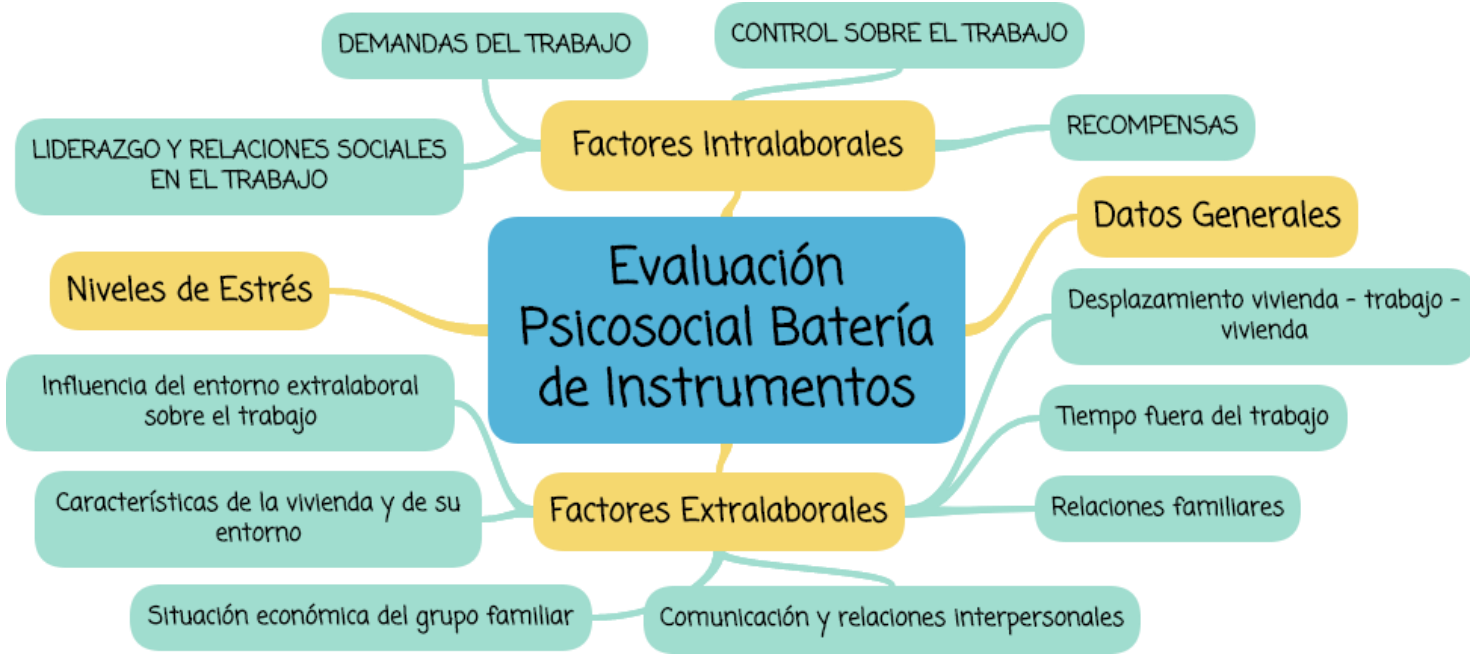 DEMANDAS DEL TRABAJO
CONTROL SOBRE EL TRABAJO
LIDERAZGO Y RELACIONES SOCIALES
EN EL TRABAJO
Factores Intralaborales
RECOMPENSAS
Datos Generales
Niveles de Estrés
Evaluación
Psicosocial Batería
de Instrumentos
Desplazamiento vivienda - trabajo -
vivienda
Influencia del entorno extralaboral
sobre el trabajo
Tiempo fuera del trabajo
Características de la vivienda y de su
entorno
Factores Extralaborales
Relaciones familiares
Situación económica del grupo familiar
Comunicación y relaciones interpersonales